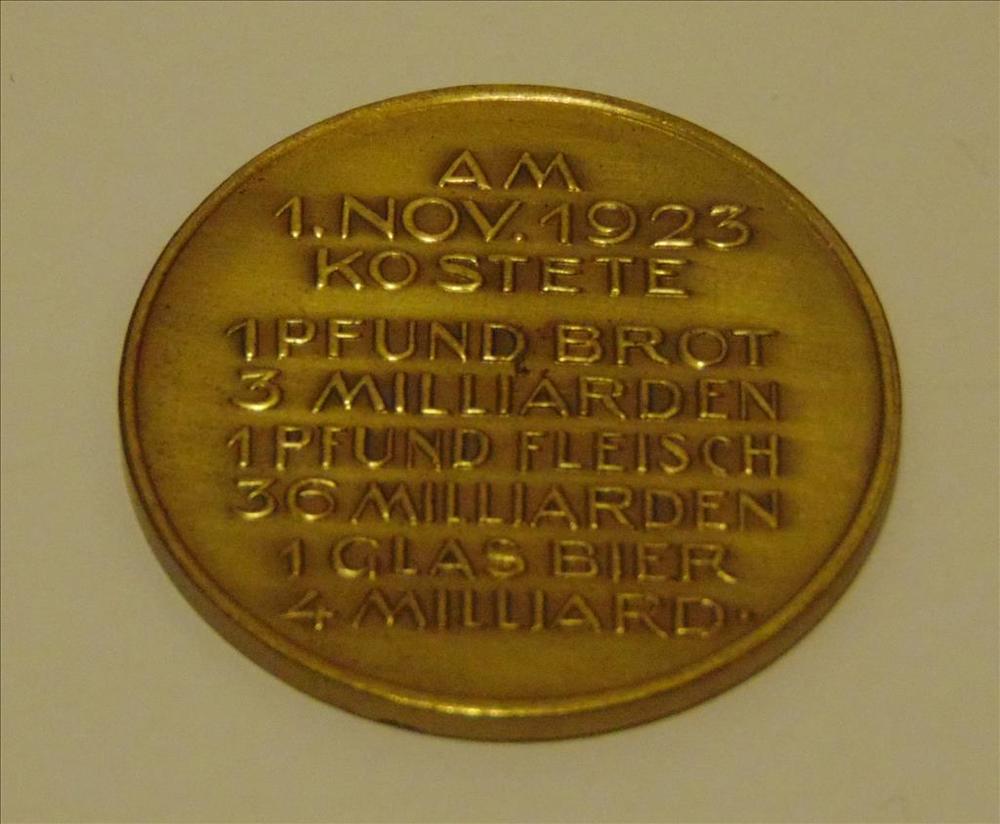 AM
1. NOV. 1923
KOSTETE
1 PFUND BROT
3 MILLIARDEN
1 PFUND FLEISCH
36 MILLIARDEN
1 GLAS BIER
4 MILLIARD.